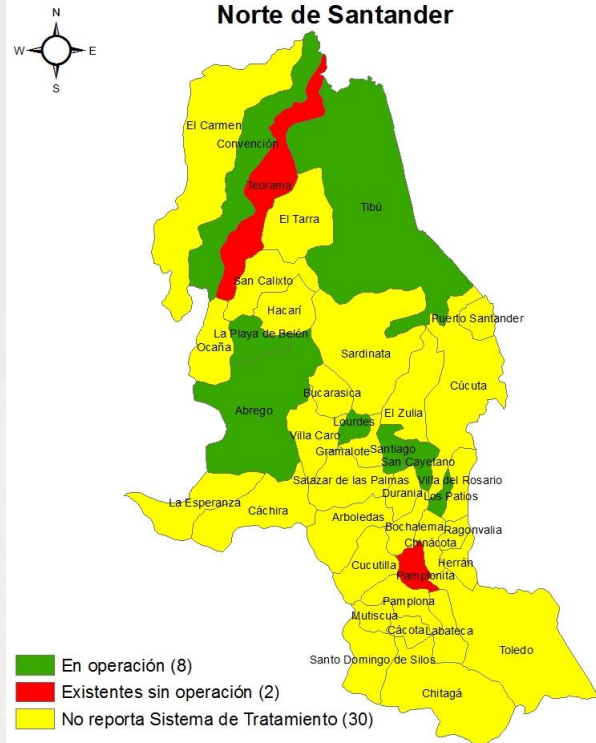 Norte de Santander
N
W
E
S
El Carmen
Convención
Teorama
Tibú
El Tarra
San Calixto
Hacarí
Puerto Santander
La Playa de Belén
Ocaña
Sardinata
Cúcuta
Bucarasica
Abrego
El Zulia
Lourdes
Villa Caro
Gramalote
Santiago
San Cayetano
Salazar de las Palmas
Villa del Rosario
Durania
Los Patios
La Esperanza
Cáchira
Arboledas
Bochalema
Ragonvalia
Chinácota
Cucutilla
Herrán
Pamplonita
Pamplona
Mutiscua
Cácota
Labateca
Toledo
Santo Domingo de Silos
Chitagá
En operación (8)
Existentes sin operación (2)
No reporta Sistema de Tratamiento (30)